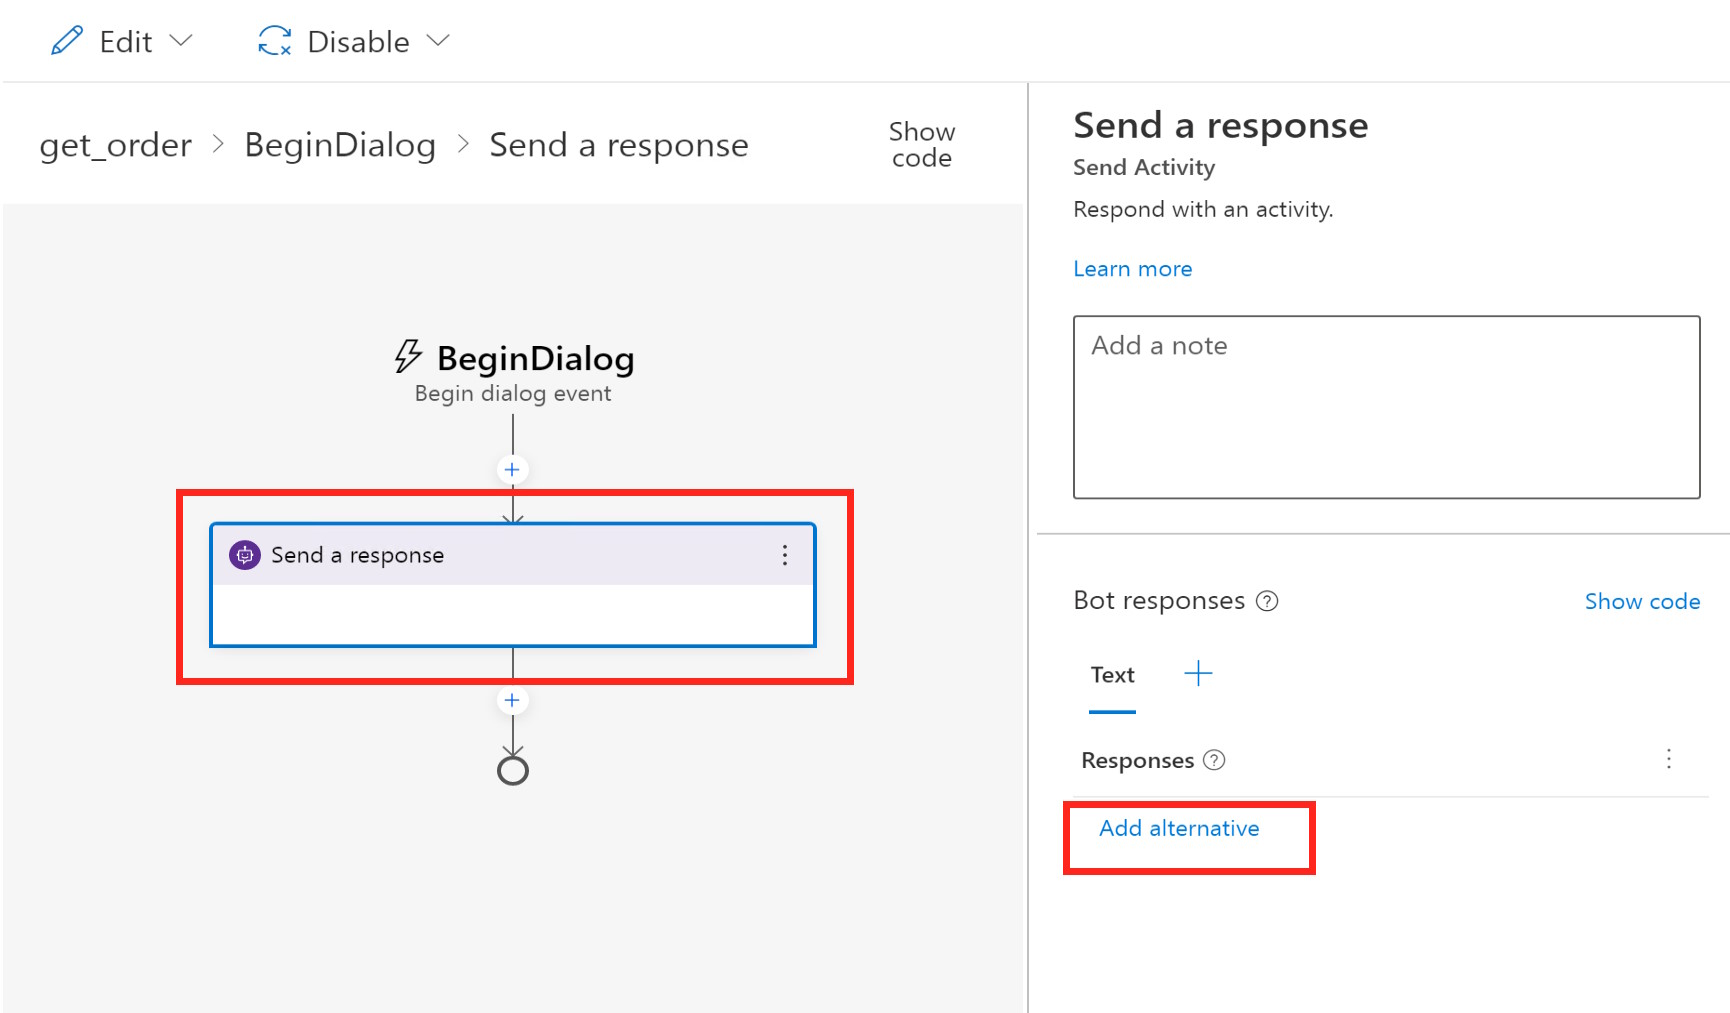 Edit
Disable
get_order > BeginDialog > Send a response
Show
code
BeginDialog
Begin dialog event
Send a response
Send a response
Send Activity
Respond with an activity.
Learn more
Add a note
Bot responses
Show code
Text
Responses
Add alternative